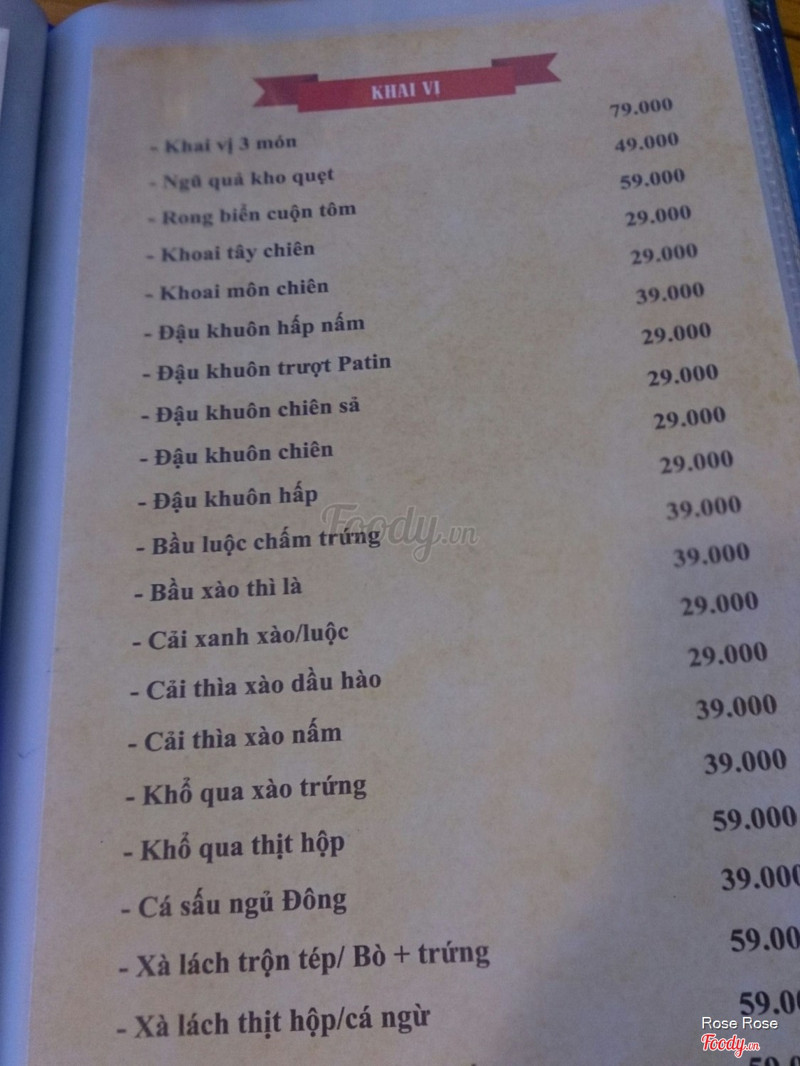 KHAI VỊ
- Khai vị 3 món 79.000
- Ngũ quả kho quẹt 49.000
- Rong biển cuộn tôm 59.000
- Khoai tây chiên 29.000
- Khoai môn chiên 29.000
- Đậu khuôn hấp nấm 39.000
- Đậu khuôn trượt Patin 29.000
- Đậu khuôn chiên sả 29.000
- Đậu khuôn chiên 29.000
- Đậu khuôn hấp 29.000
- Bầu luộc chấm trứng 39.000
- Bầu xào thì là 39.000
- Cải xanh xào/luộc 29.000
- Cải thìa xào dầu hào 29.000
- Cải thìa xào nấm 39.000
- Khổ qua xào trứng 39.000
- Khổ qua thịt hộp 59.000
- Cá sấu ngủ Đông 39.000
- Xà lách trộn tép/ Bò + trứng 59.00
- Xà lách thịt hộp/cá ngừ 59.0
Foody.vn
Rose Rose
Foody.vn